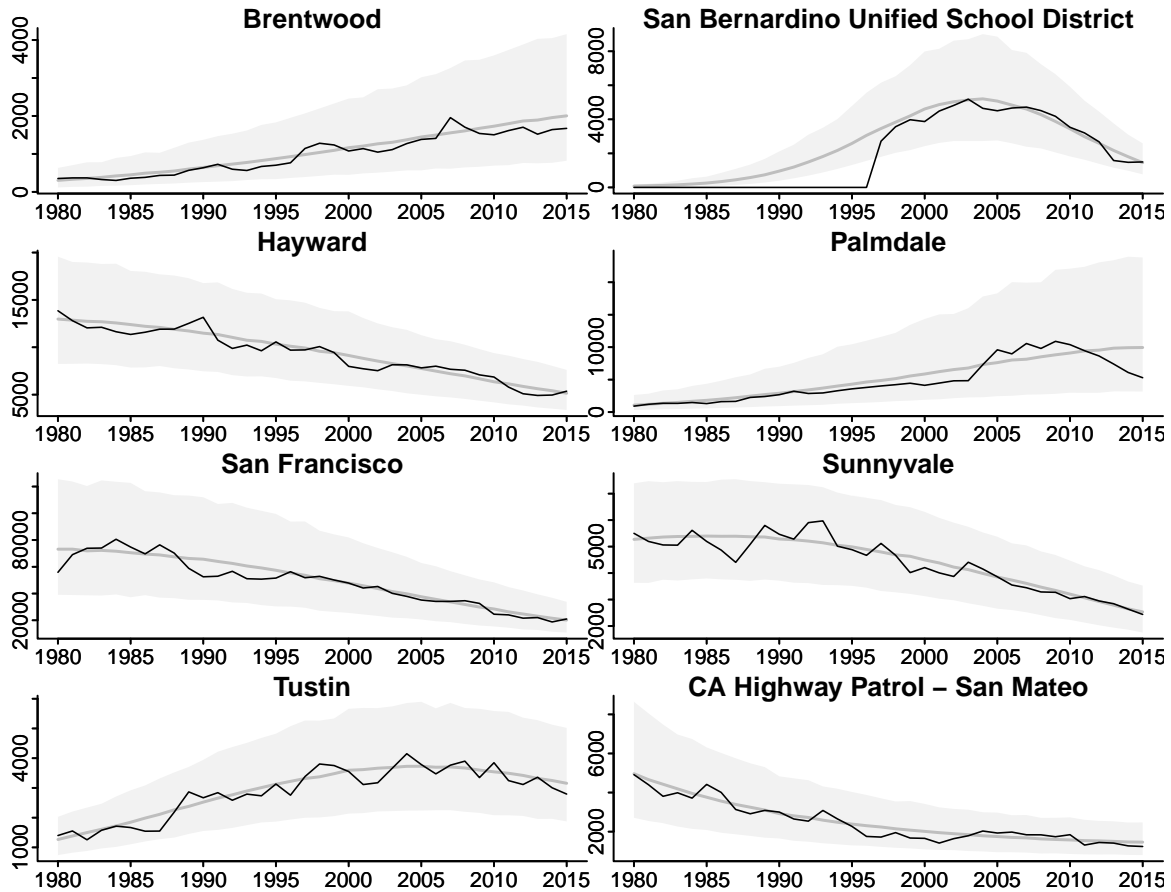 Brentwood
0 2000 4000
1980 1985 1990 1995 2000 2005 2010 2015
San Bernardino Unified School District
0 4000 8000
1980 1985 1990 1995 2000 2005 2010 2015
Hayward
5000 15000
1980 1985 1990 1995 2000 2005 2010 2015
Palmdale
0 10000
1980 1985 1990 1995 2000 2005 2010 2015
San Francisco
20000 80000
1980 1985 1990 1995 2000 2005 2010 2015
Sunnyvale
2000 5000
1980 1985 1990 1995 2000 2005 2010 2015
Tustin
1000 4000
1980 1985 1990 1995 2000 2005 2010 2015
CA Highway Patrol – San Mateo
2000 6000
1980 1985 1990 1995 2000 2005 2010 2015